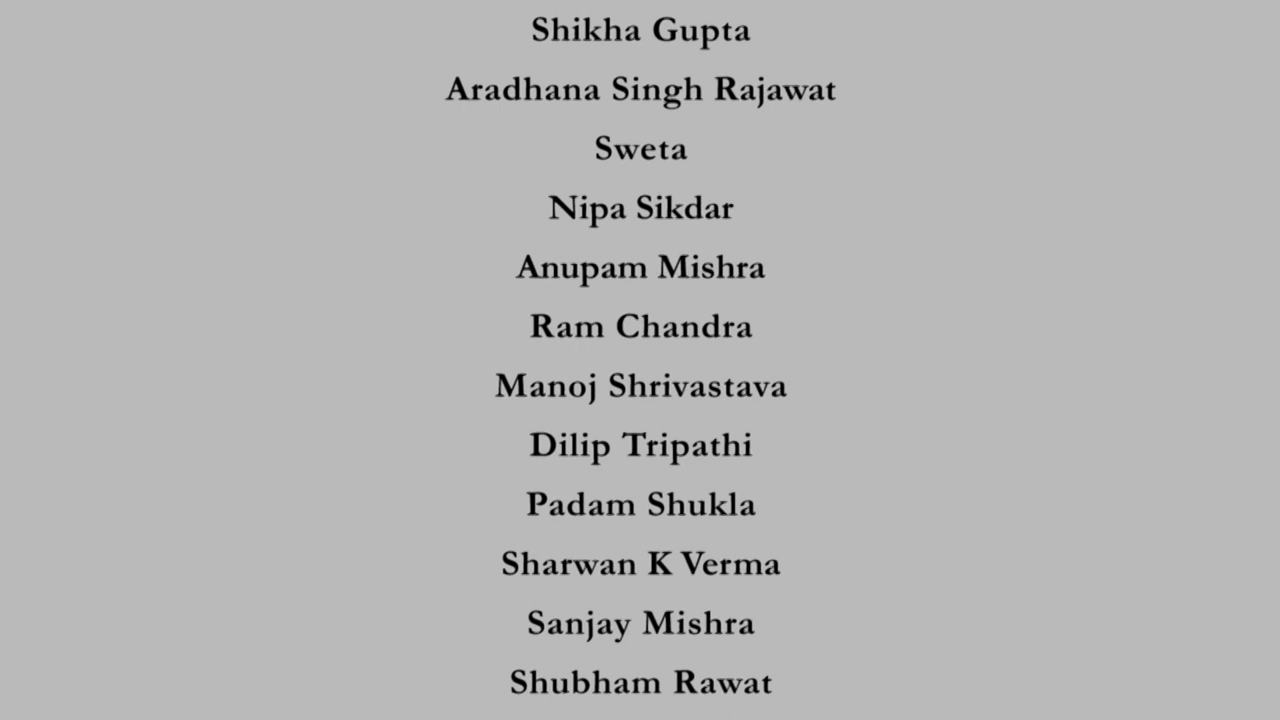 Shikha Gupta
Aradhana Singh Rajawat
Sweta
Nipa Sikdar
Anupam Mishra
Ram Chandra
Manoj Shrivastava
Dilip Tripathi
Padam Shukla
Sharwan K Verma
Sanjay Mishra
Shubham Rawat